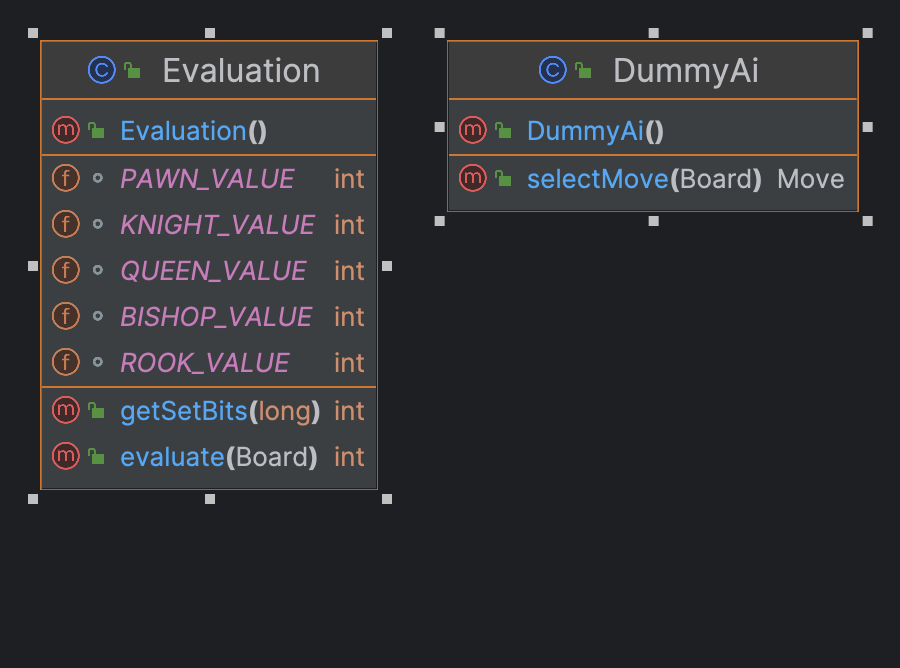 Evaluation
Evaluation()
PAWN_VALUE int
KNIGHT_VALUE int
QUEEN_VALUE int
BISHOP_VALUE int
ROOK_VALUE int
getSetBits(long) int
evaluate(Board) int
DummyAi
DummyAi()
selectMove(Board) Move